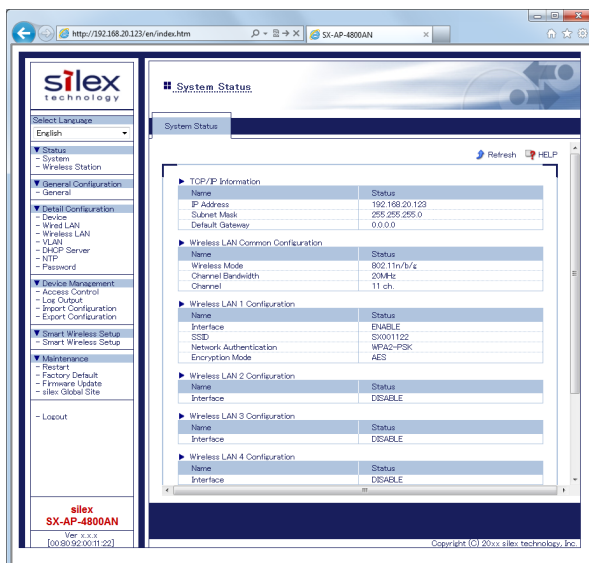 http://192.168.20.123/en/index.htm
SX-AP-4800AN
silex
technology
System Status
Select Language
English
System Status
▼ Status
- System
- Wireless Station
▼ General Configuration
- General
▼ Detail Configuration
- Device
- Wired LAN
- Wireless LAN
- VLAN
- DHCP Server
- NTP
- Password
▼ Device Management
- Access Control
- Log Output
- Import Configuration
- Export Configuration
▼ Smart Wireless Setup
- Smart Wireless Setup
▼ Maintenance
- Restart
- Factory Default
- Firmware Update
- silex Global Site
- Logout
silex
SX-AP-4800AN
Ver x.x.x
[00:80:92:00:11:22]
Refresh HELP
► TCP/IP Information
Name Status
IP Address 192.168.20.123
Subnet Mask 255.255.255.0
Default Gateway 0.0.0.0
► Wireless LAN Common Configuration
Name Status
Wireless Mode 802.11n/b/g
Channel Bandwidth 20MHz
Channel 11 ch.
► Wireless LAN 1 Configuration
Name Status
Interface ENABLE
SSID SX001122
Network Authentication WPA2-PSK
Encryption Mode AES
► Wireless LAN 2 Configuration
Name Status
Interface DISABLE
► Wireless LAN 3 Configuration
Name Status
Interface DISABLE
► Wireless LAN 4 Configuration
Name Status
Interface DISABLE
Copyright (C) 20xx silex technology, Inc.